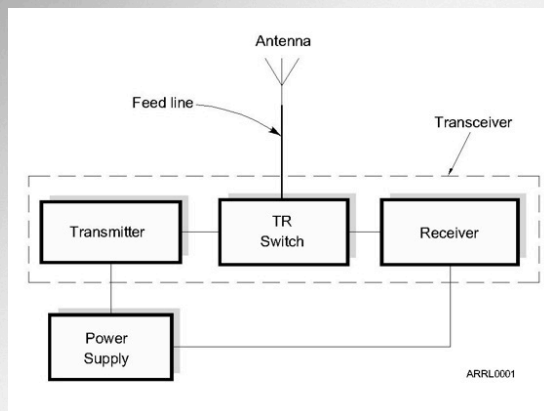 Antenna
Feed line
Transceiver
Transmitter
TR
Switch
Receiver
Power
Supply
ARRL0001